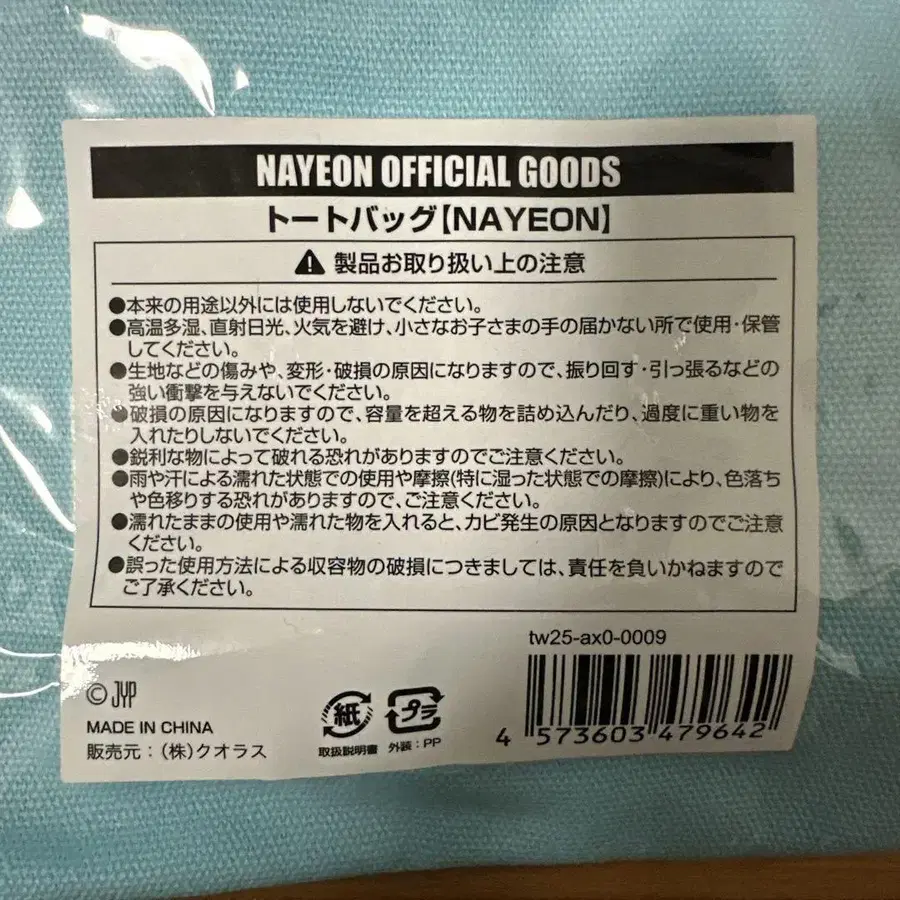 NAYEON OFFICIAL GOODS
トートバッグ【NAYEON】
製品お取り扱い上の注意
●本来の用途以外には使用しないでください。
●高温多湿、直射日光、火気を避け、小さなお子さまの手の届かない所で使用・保管
してください。
●生地などの傷みや、変形・破損の原因になりますので、振り回す・引っ張るなどの
強い衝撃を与えないでください。
●破損の原因になりますので、容量を超える物を詰め込んだり、過度に重い物を
入れたりしないでください。
●鋭利な物によって破れる恐れがありますのでご注意ください。
●雨や汗による濡れた状態での使用や摩擦(特に湿った状態での摩擦)により、色落ち
や色移りする恐れがありますので、ご注意ください。
●濡れたままの使用や濡れた物を入れると、カビ発生の原因となりますのでご注意
ください。
●誤った使用方法による収容物の破損につきましては、責任を負いかねますので
ご了承ください。
tw25-ax0-0009
© JYP
MADE IN CHINA
販売元:(株)クオラス
紙
取扱説明書
プラ
外装:PP
4 573603 479642